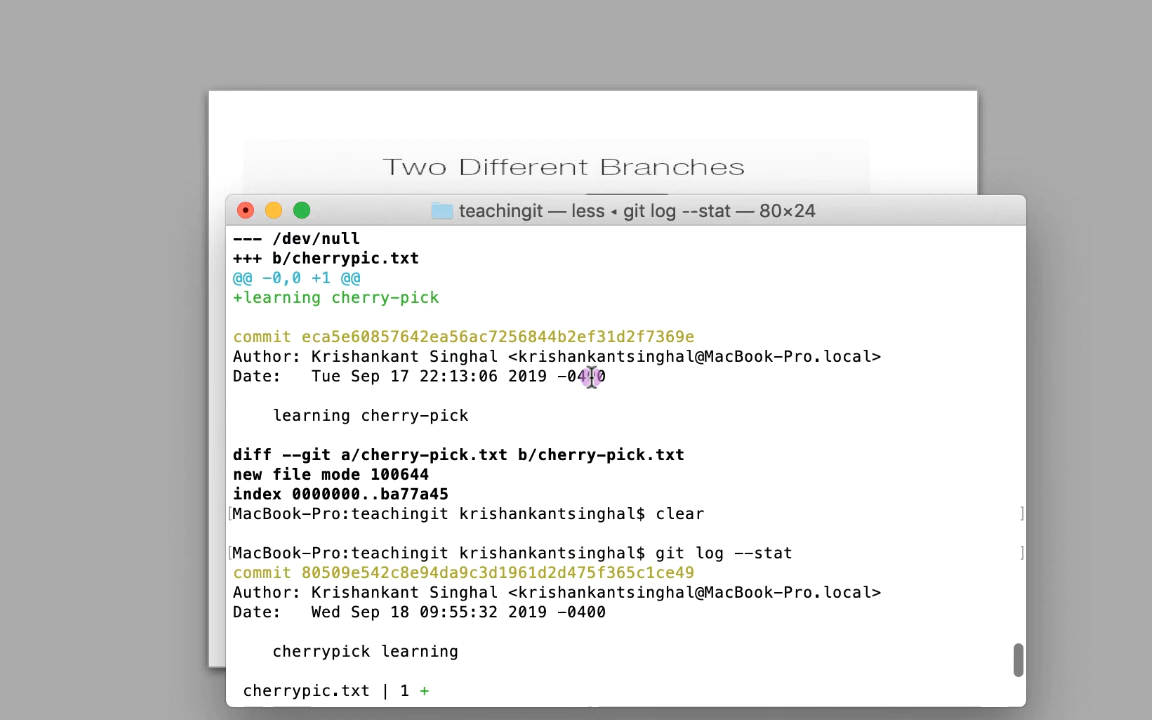 Two Different Branches
teachingit — less ◂ git log --stat — 80×24
--- /dev/null
+++ b/cherrypic.txt
@@ -0,0 +1 @@
+learning cherry-pick
commit eca5e60857642ea56ac7256844b2ef31d2f7369e
Author: Krishankant Singhal <krishankantsinghal@MacBook-Pro.local>
Date:   Tue Sep 17 22:13:06 2019 -0400
learning cherry-pick
diff --git a/cherry-pick.txt b/cherry-pick.txt
new file mode 100644
index 0000000..ba77a45
[MacBook-Pro:teachingit krishankantsinghal$ clear ]
[MacBook-Pro:teachingit krishankantsinghal$ git log --stat ]
commit 80509e542c8e94da9c3d1961d2d475f365c1ce49
Author: Krishankant Singhal <krishankantsinghal@MacBook-Pro.local>
Date:   Wed Sep 18 09:55:32 2019 -0400
cherrypick learning
cherrypic.txt | 1 +